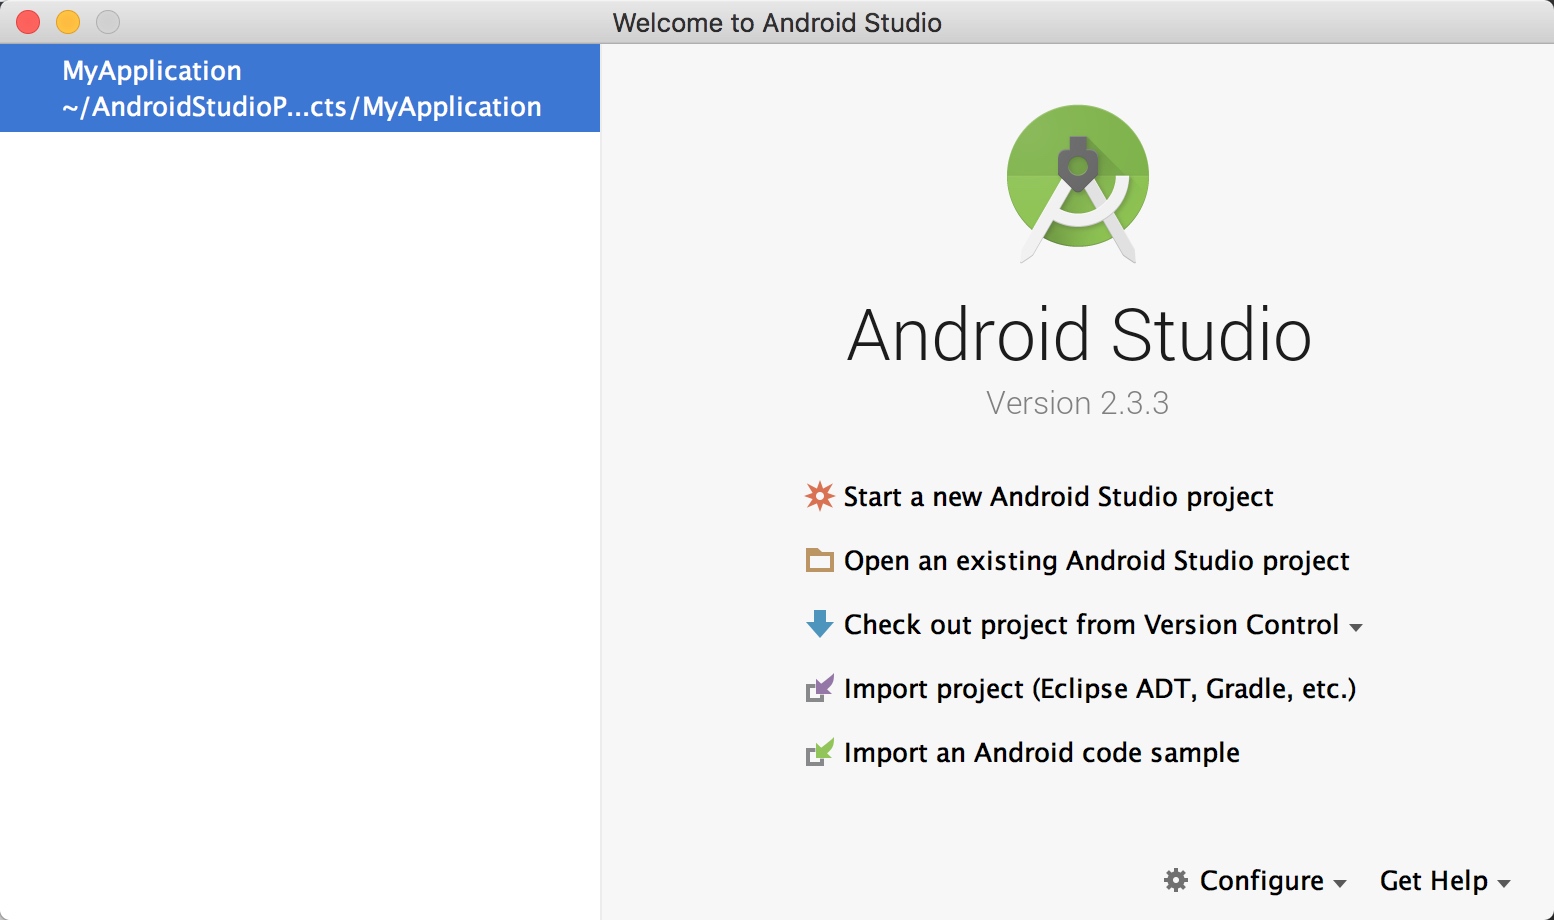 Welcome to Android Studio
MyApplication
~/AndroidStudioP...cts/MyApplication
Android Studio
Version 2.3.3
Start a new Android Studio project
Open an existing Android Studio project
Check out project from Version Control
Import project (Eclipse ADT, Gradle, etc.)
Import an Android code sample
Configure
Get Help